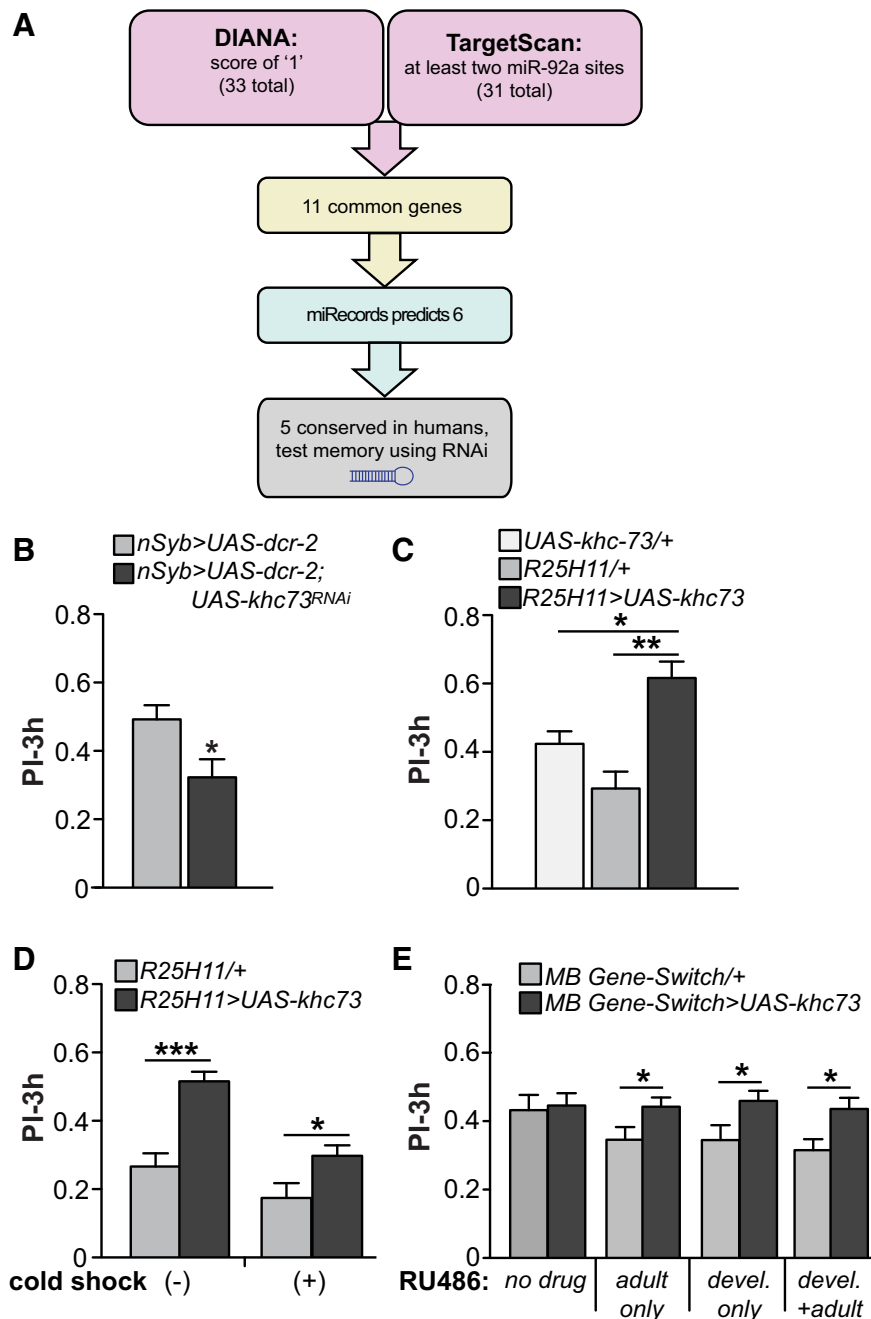 A
DIANA:
score of ‘1’
(33 total)
TargetScan:
at least two miR-92a sites
(31 total)
11 common genes
miRecords predicts 6
5 conserved in humans,
test memory using RNAi
B
nSyb>UAS-dcr-2
nSyb>UAS-dcr-2;
UAS-khc73RNAi
PI-3h
0.8
0.6
0.4
0.2
0
*
C
UAS-khc-73/+
R25H11/+
R25H11>UAS-khc73
PI-3h
0.8
0.6
0.4
0.2
0
*
**
D
R25H11/+
R25H11>UAS-khc73
PI-3h
0.8
0.6
0.4
0.2
0
***
*
cold shock (-) (+)
E
MB Gene-Switch/+
MB Gene-Switch>UAS-khc73
PI-3h
0.8
0.6
0.4
0.2
0
* * *
RU486: no drug adult devel. devel.
only only +adult